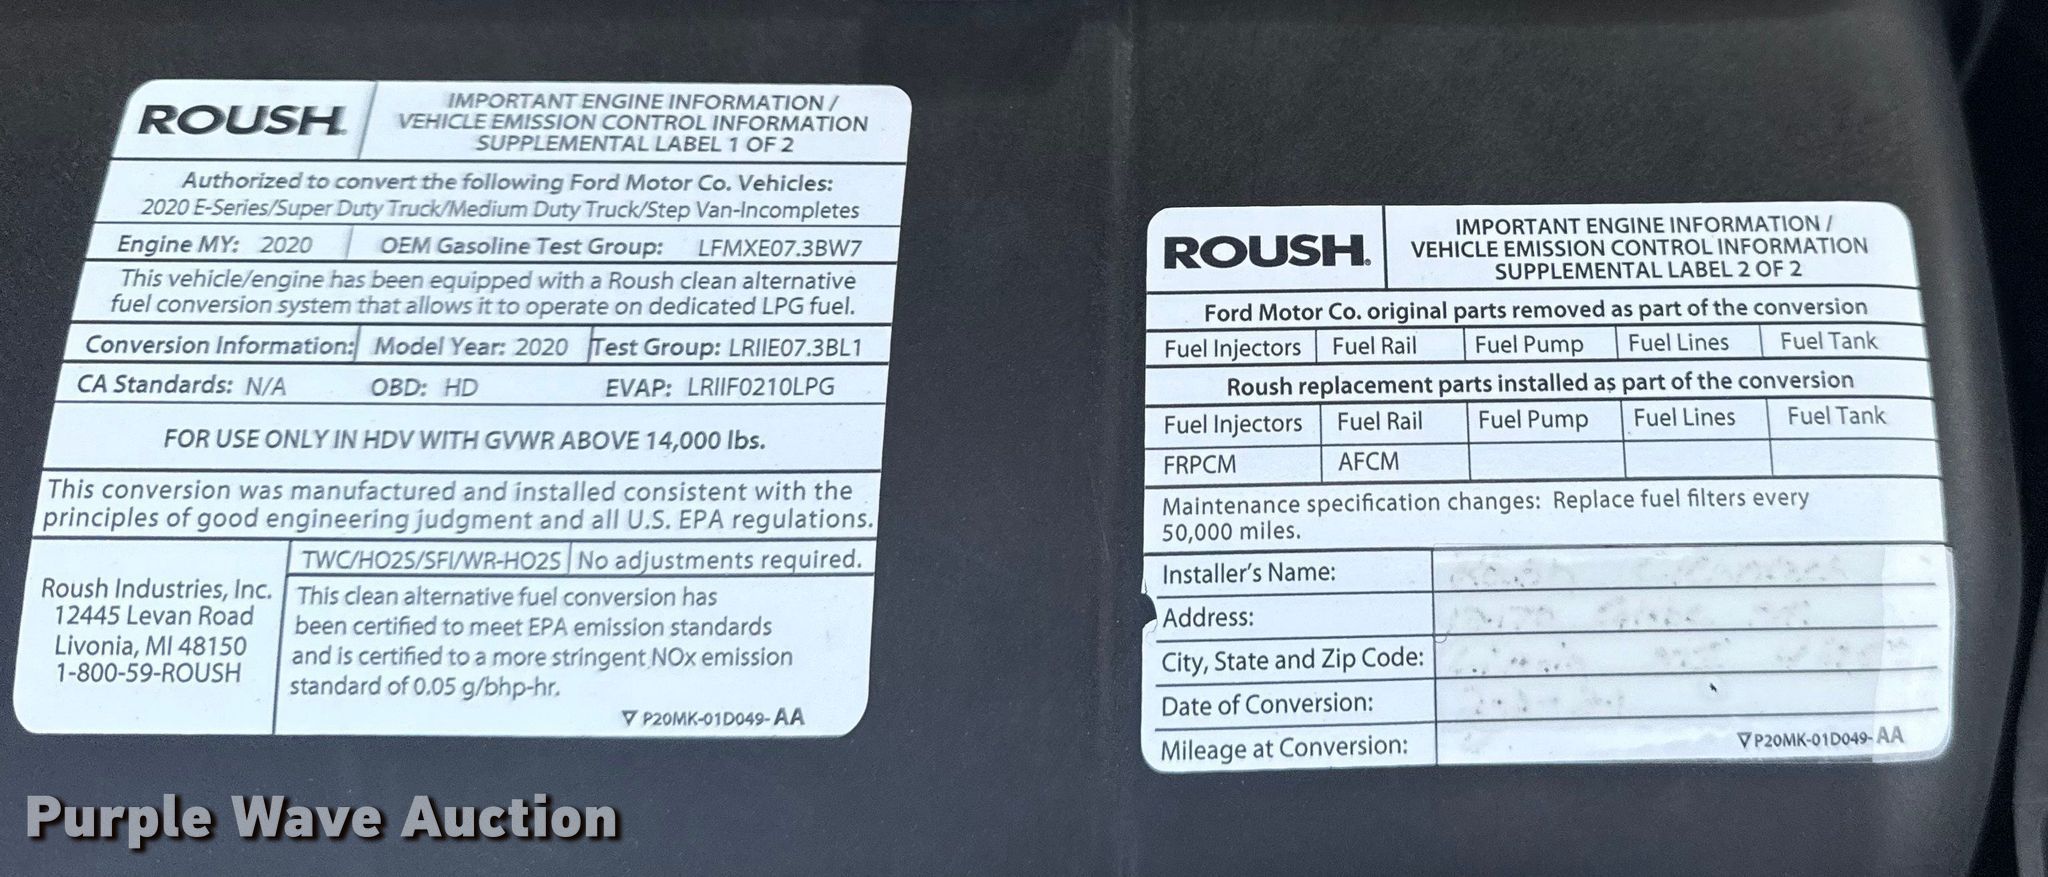 ROUSH.
IMPORTANT ENGINE INFORMATION /
VEHICLE EMISSION CONTROL INFORMATION
SUPPLEMENTAL LABEL 1 OF 2
Authorized to convert the following Ford Motor Co. Vehicles:
2020 E-Series/Super Duty Truck/Medium Duty Truck/Step Van-Incompletes
Engine MY: 2020 OEM Gasoline Test Group: LFMXE07.3BW7
This vehicle/engine has been equipped with a Roush clean alternative
fuel conversion system that allows it to operate on dedicated LPG fuel.
Conversion Information: Model Year: 2020 Test Group: LRIIE07.3BL1
CA Standards: N/A OBD: HD EVAP: LRIIF0210LPG
FOR USE ONLY IN HDV WITH GVWR ABOVE 14,000 lbs.
This conversion was manufactured and installed consistent with the
principles of good engineering judgment and all U.S. EPA regulations.
Roush Industries, Inc.
12445 Levan Road
Livonia, MI 48150
1-800-59-ROUSH
TWC/HO2S/SFI/WR-HO2S No adjustments required.
This clean alternative fuel conversion has
been certified to meet EPA emission standards
and is certified to a more stringent NOx emission
standard of 0.05 g/bhp-hr.
P20MK-01D049-AA
ROUSH.
IMPORTANT ENGINE INFORMATION /
VEHICLE EMISSION CONTROL INFORMATION
SUPPLEMENTAL LABEL 2 OF 2
Ford Motor Co. original parts removed as part of the conversion
Fuel Injectors Fuel Rail Fuel Pump Fuel Lines Fuel Tank
Roush replacement parts installed as part of the conversion
Fuel Injectors Fuel Rail Fuel Pump Fuel Lines Fuel Tank
FRPCM AFCM
Maintenance specification changes: Replace fuel filters every
50,000 miles.
Installer's Name:
Address:
City, State and Zip Code:
Date of Conversion:
Mileage at Conversion:
P20MK-01D049-AA
Purple Wave Auction